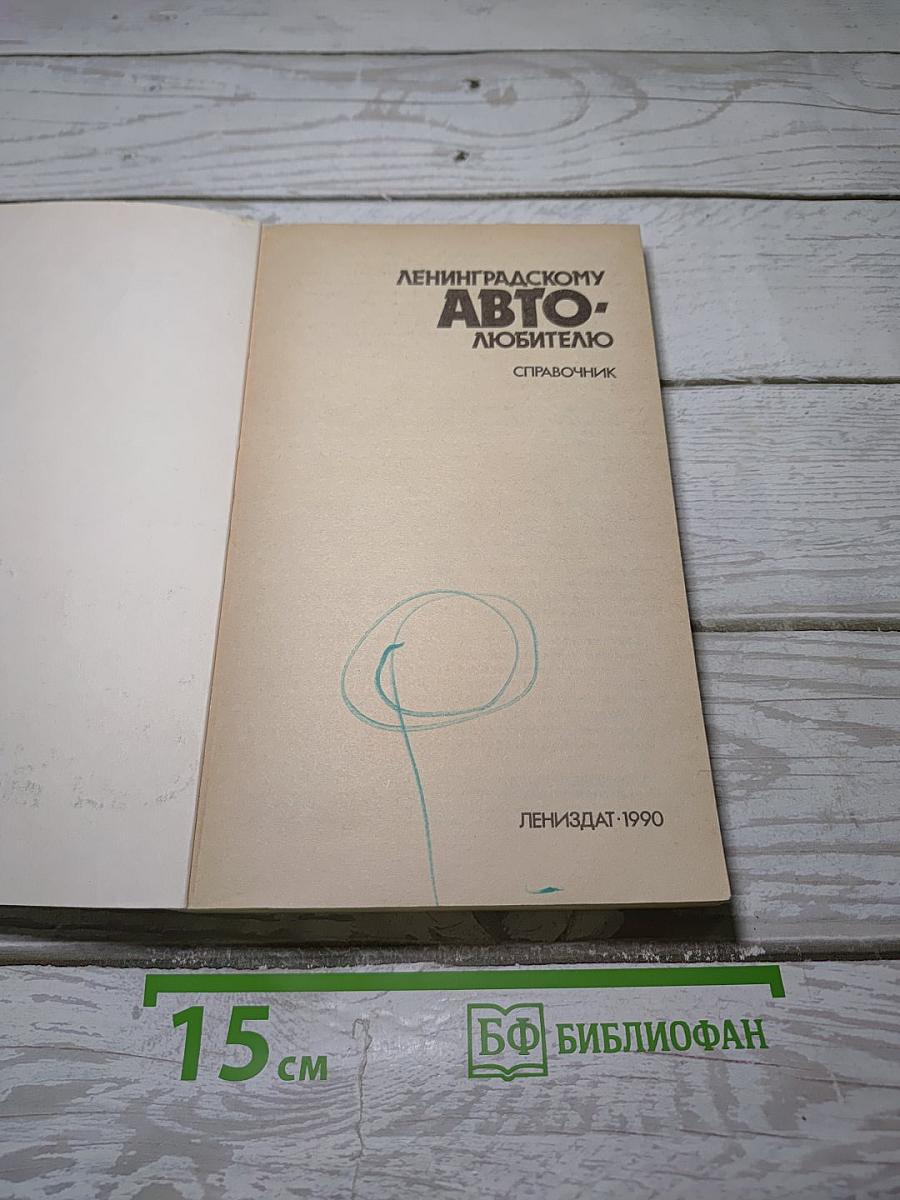 ЛЕНИНГРАДСКОМУ
АВТО-
ЛЮБИТЕЛЮ
СПРАВОЧНИК
ЛЕНИЗДАТ·1990
15 см
БФ БИБЛИОФАН